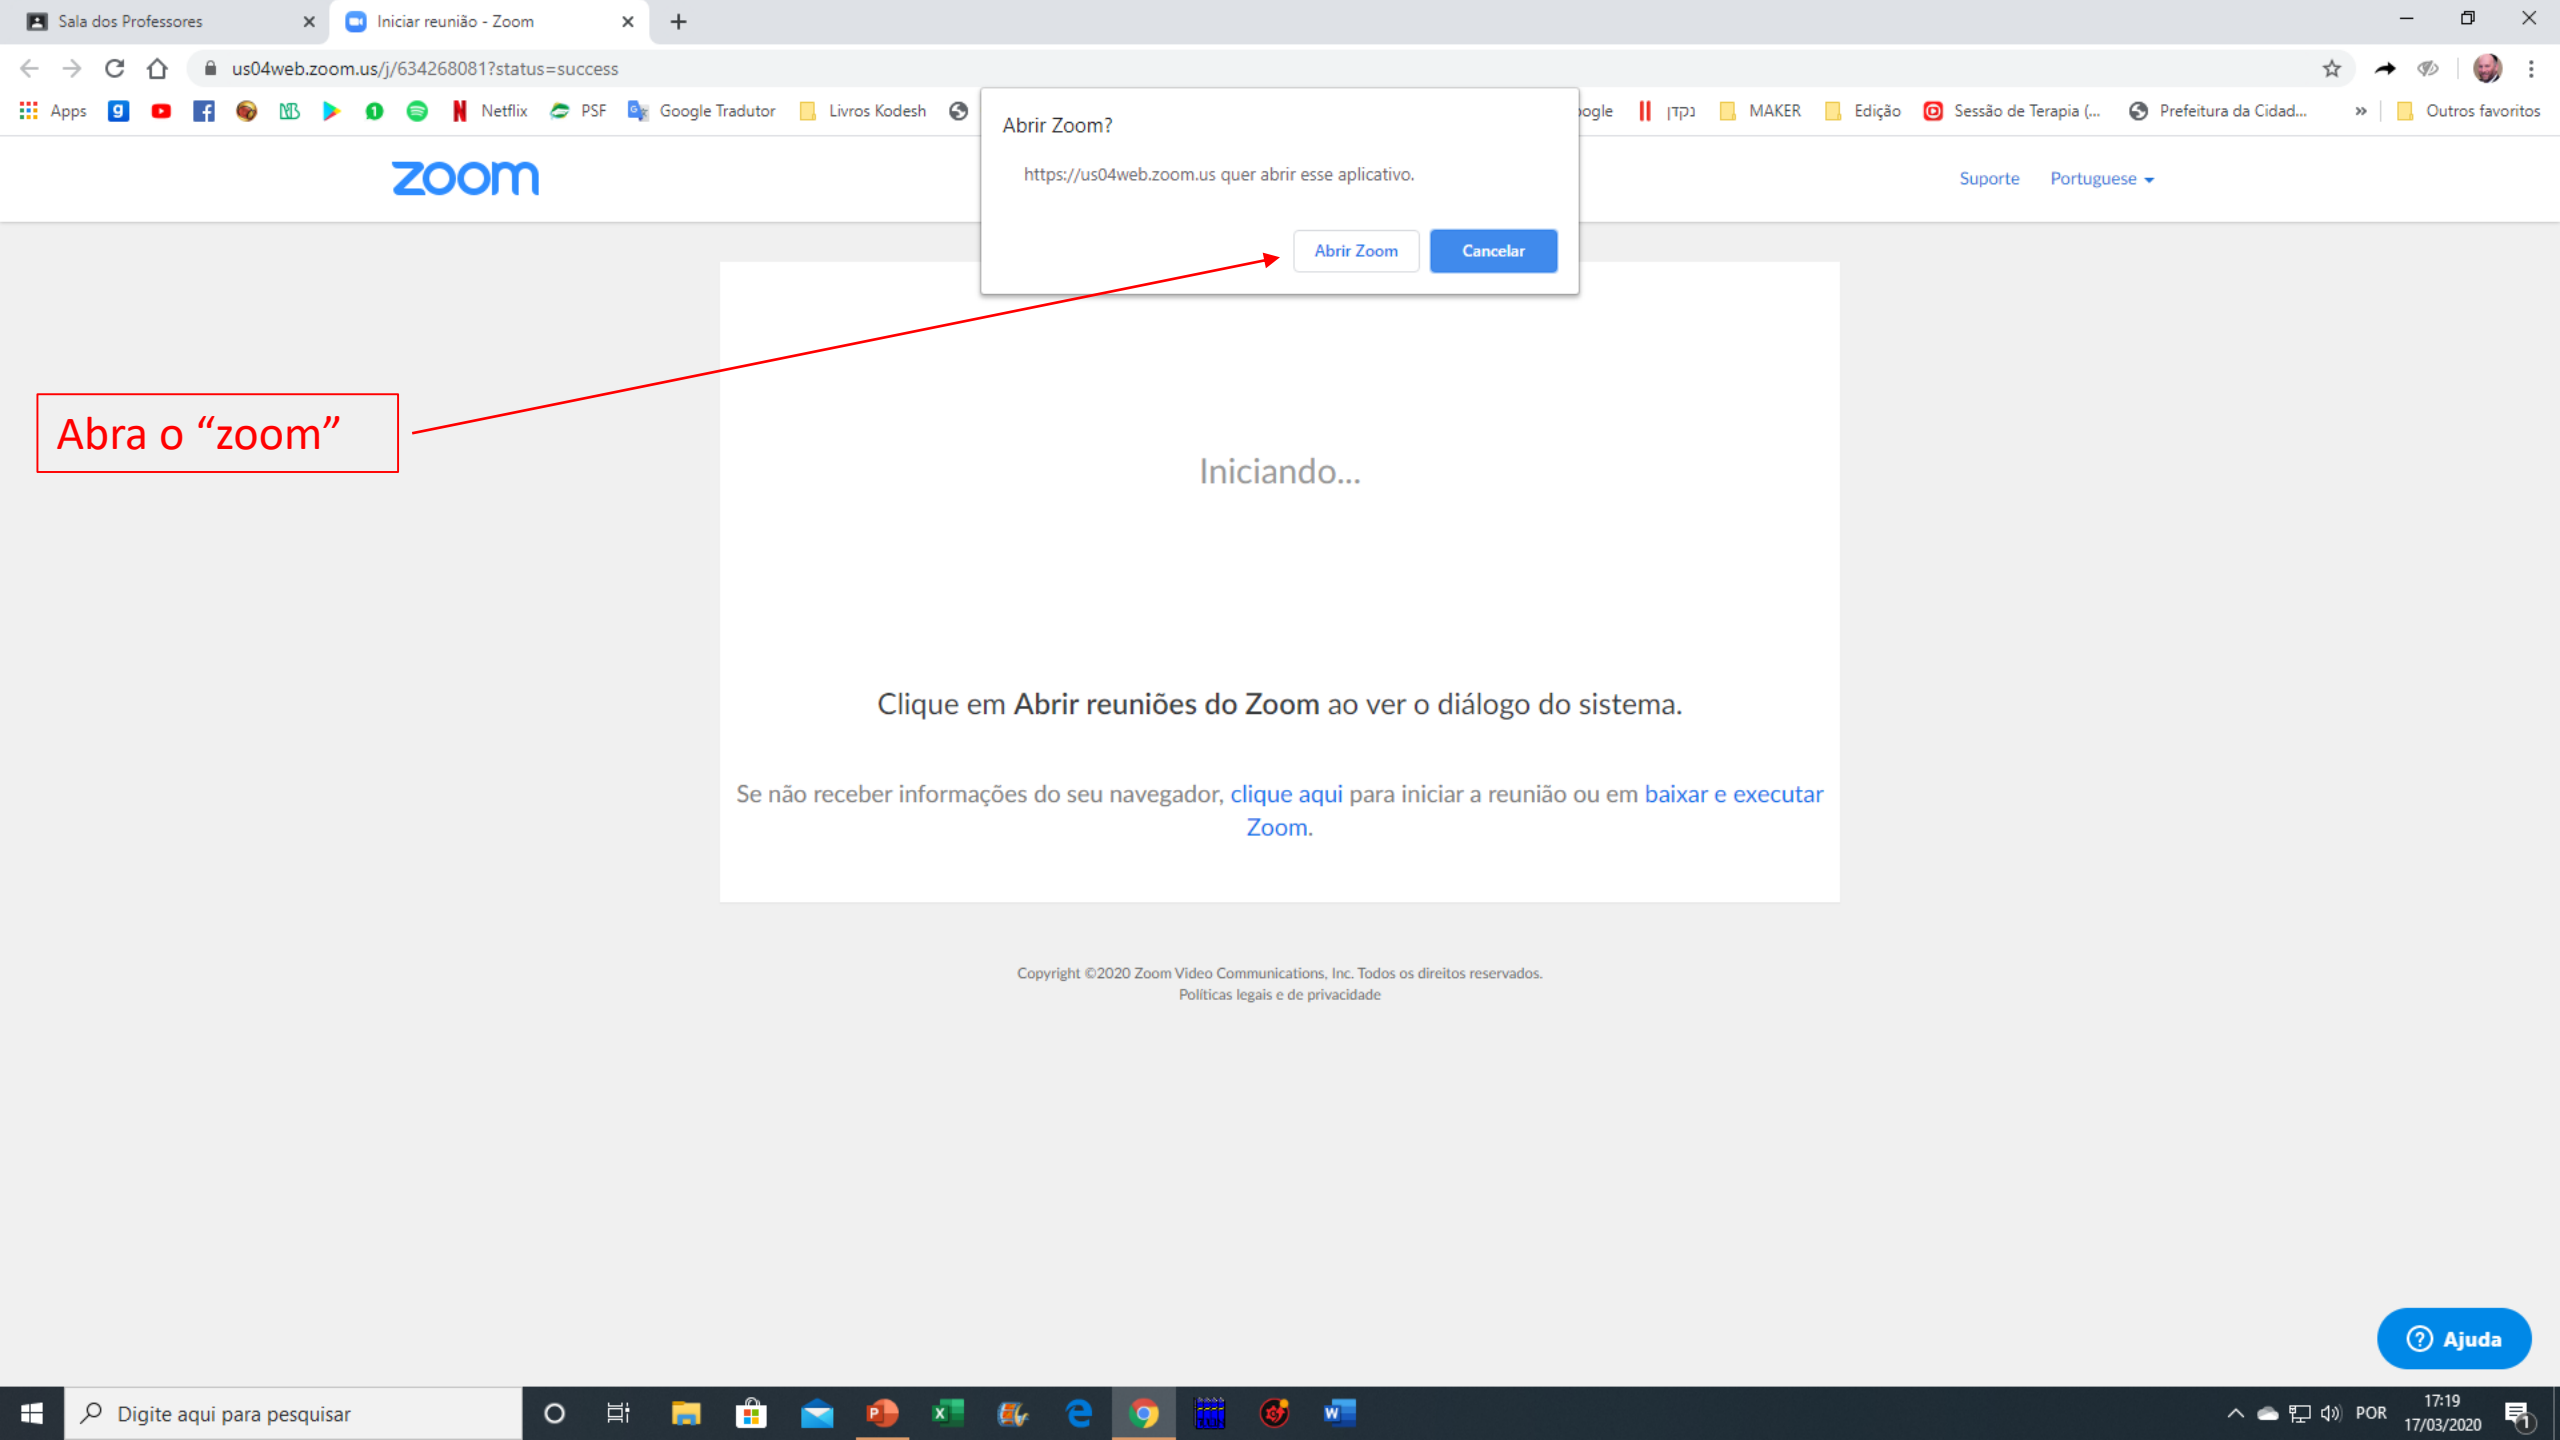 Sala dos Professores
Iniciar reunião - Zoom
us04web.zoom.us/j/634268081?status=success
Apps
Netflix
PSF
Google Tradutor
Livros Kodesh
ogle
נקדן
MAKER
Edição
Sessão de Terapia (...
Prefeitura da Cidad...
»
Outros favoritos
Abrir Zoom?
https://us04web.zoom.us quer abrir esse aplicativo.
Abrir Zoom
Cancelar
zoom
Suporte
Portuguese
Abra o “zoom”
Iniciando...
Clique em Abrir reuniões do Zoom ao ver o diálogo do sistema.
Se não receber informações do seu navegador, clique aqui para iniciar a reunião ou em baixar e executar
Zoom.
Copyright ©2020 Zoom Video Communications, Inc. Todos os direitos reservados.
Políticas legais e de privacidade
Ajuda
Digite aqui para pesquisar
POR
17:19
17/03/2020